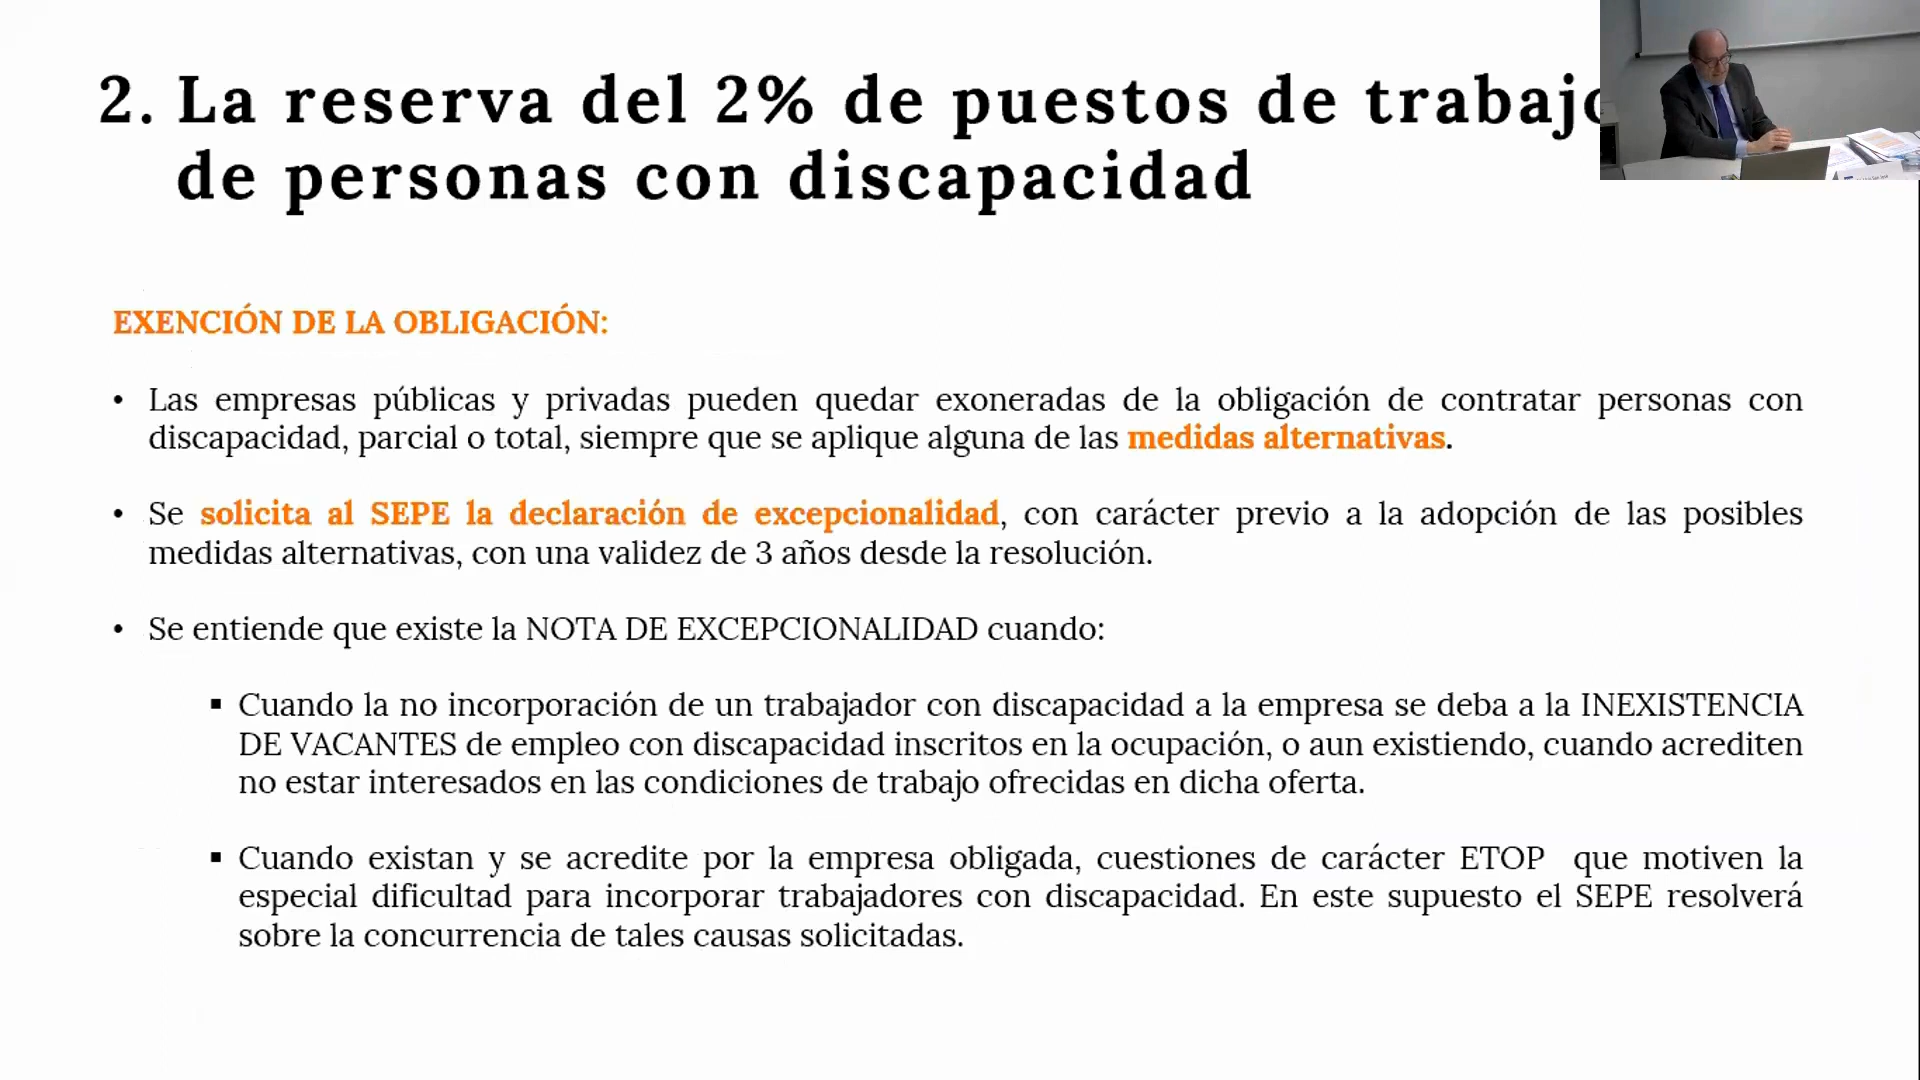 2. La reserva del 2% de puestos de trabajo
de personas con discapacidad
EXENCIÓN DE LA OBLIGACIÓN:
• Las empresas públicas y privadas pueden quedar exoneradas de la obligación de contratar personas con
discapacidad, parcial o total, siempre que se aplique alguna de las medidas alternativas.
• Se solicita al SEPE la declaración de excepcionalidad, con carácter previo a la adopción de las posibles
medidas alternativas, con una validez de 3 años desde la resolución.
• Se entiende que existe la NOTA DE EXCEPCIONALIDAD cuando:
▪ Cuando la no incorporación de un trabajador con discapacidad a la empresa se deba a la INEXISTENCIA
DE VACANTES de empleo con discapacidad inscritos en la ocupación, o aun existiendo, cuando acrediten
no estar interesados en las condiciones de trabajo ofrecidas en dicha oferta.
▪ Cuando existan y se acredite por la empresa obligada, cuestiones de carácter ETOP que motiven la
especial dificultad para incorporar trabajadores con discapacidad. En este supuesto el SEPE resolverá
sobre la concurrencia de tales causas solicitadas.